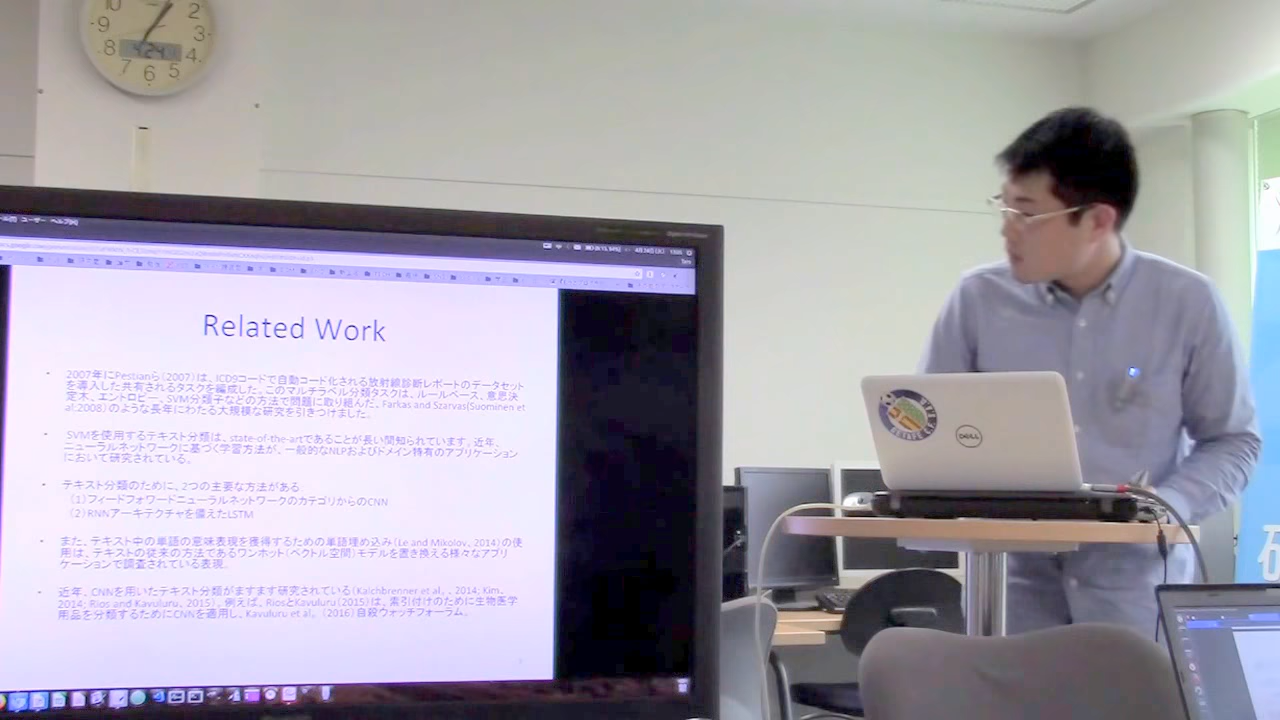 10
2
9
3
8
4
4.24
7
6
5
ユーザー ヘルプ(H)
Related Work
• 2007年にPestianら（2007）は、ICD9コードで自動コード化される放射線診断レポートのデータセット
を導入した共有されるタスクを編成した。このマルチラベル分類タスクは、ルールベース、意思決
定木、エントロピー、SVM分類子などの方法で問題に取り組んだ、Farkas and Szarvas(Suominen et
al;2008）のような長年にわたる大規模な研究を引きつけました。
• SVMを使用するテキスト分類は、state-of-the-artであることが長い間知られています。近年、
ニューラルネットワークに基づく学習方法が、一般的なNLPおよびドメイン特有のアプリケーション
において研究されている。
• テキスト分類のために、2つの主要な方法がある
（1）フィードフォワードニューラルネットワークのカテゴリからのCNN
（2）RNNアーキテクチャを備えたLSTM
• また、テキスト中の単語の意味表現を獲得するための単語埋め込み（Le and Mikolov、2014）の使
用は、テキストの従来の方法であるワンホット（ベクトル空間）モデルを置き換える様々なアプリ
ケーションで調査されている表現。
• 近年、CNNを用いたテキスト分類がますます研究されている（Kalchbrenner et al.，2014; Kim、
2014; Rios and Kavuluru、2015）。例えば、RiosとKavuluru（2015）は、索引付けのために生物医学
用品を分類するためにCNNを適用し、Kavuluru et al。（2016）自殺ウォッチフォーラム。
DELL
GETAFE C.F.